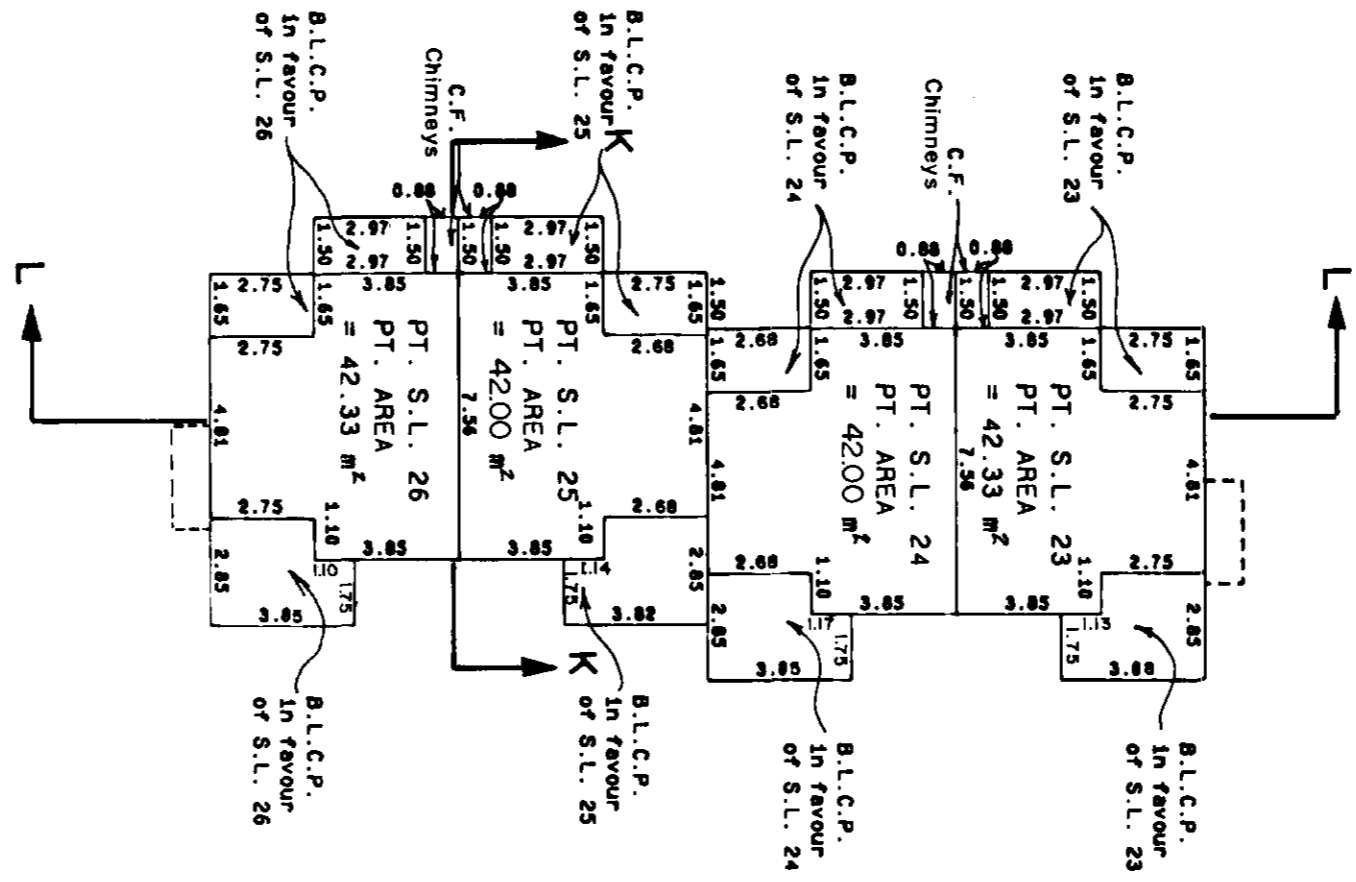 B.L.C.P.
in favour
of S.L. 26
Chimneys
C.F.
B.L.C.P.
in favour
of S.L. 25
K
B.L.C.P.
in favour
of S.L. 24
Chimneys
C.F.
B.L.C.P.
in favour
of S.L. 23
L
L
0.88 0.88
2.97 2.97
1.50 1.50 1.50 1.50 1.50
2.97 2.97
2.75 3.85 3.85 2.75
1.65 1.65 1.65 1.65
1.50
2.75 2.68
PT. S.L. 26
PT. AREA
= 42.33 m²
PT. S.L. 25
PT. AREA
= 42.00 m²
4.81 7.56 4.81
2.75 1.10 1.10 2.68
3.85 3.85
2.85 1.10 1.14 2.85
1.75 1.75
3.85 3.82
0.88 0.88
2.97 2.97
1.50 1.50 1.50 1.50 1.50
2.97 2.97
2.68 3.85 3.85 2.75
1.65 1.65 1.65 1.65
2.68 2.75
PT. S.L. 24
PT. AREA
= 42.00 m²
PT. S.L. 23
PT. AREA
= 42.33 m²
4.81 7.56 4.81
2.68 1.10 1.10 2.75
3.85 3.85
2.85 1.17 1.13 2.85
1.75 1.75
3.85 3.88
K
B.L.C.P.
in favour
of S.L. 26
B.L.C.P.
in favour
of S.L. 25
B.L.C.P.
in favour
of S.L. 24
B.L.C.P.
in favour
of S.L. 23